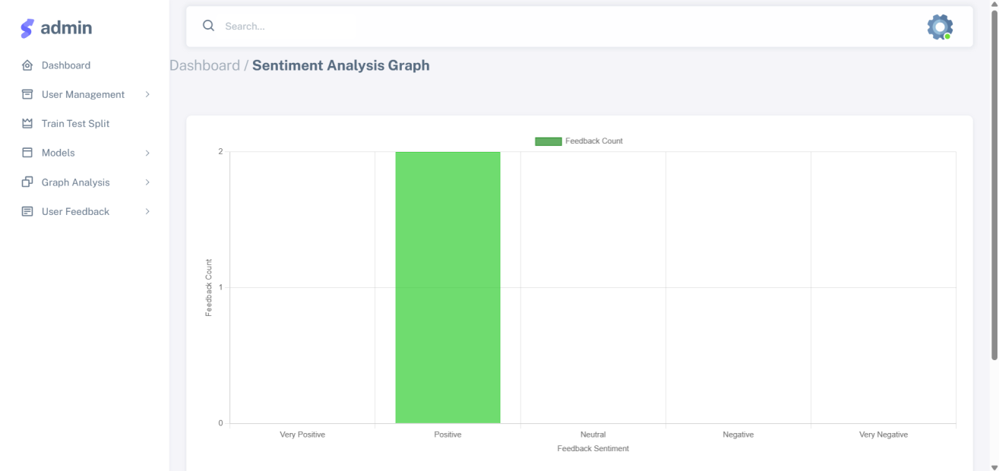 admin
Dashboard
User Management
Train Test Split
Models
Graph Analysis
User Feedback
Search...
Dashboard / Sentiment Analysis Graph
Feedback Count
2
1
0
Feedback Count
Very Positive
Positive
Neutral
Negative
Very Negative
Feedback Sentiment